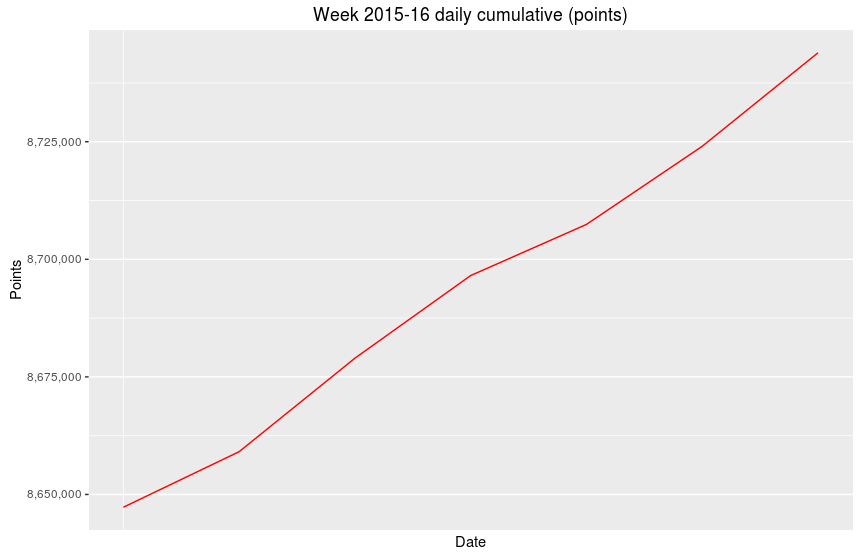 Week 2015-16 daily cumulative (points)
8,725,000
8,700,000
8,675,000
8,650,000
Points
Date